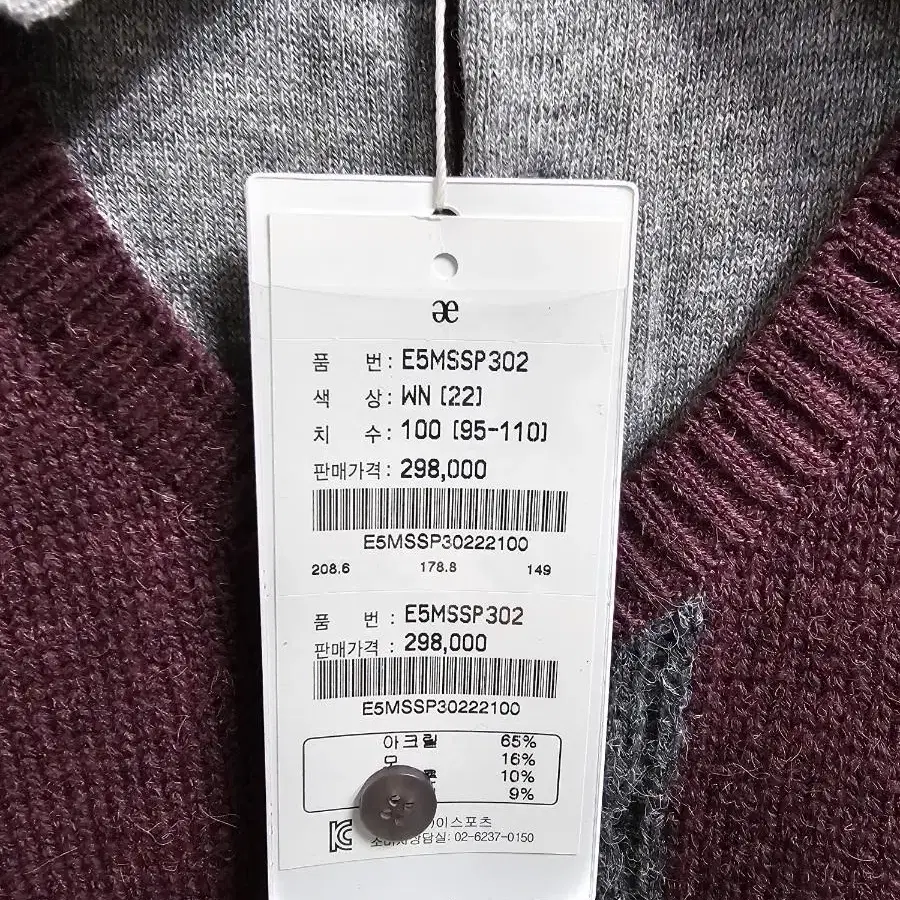 æ
품 번: E5MSSP302
색 상: WN [22]
치 수: 100 [95-110]
판매가격: 298,000
E5MSSP30222100
208.6 178.8 149
품 번: E5MSSP302
판매가격: 298,000
E5MSSP30222100
아크릴 65%
16%
10%
9%
이스포츠
02-6237-0150